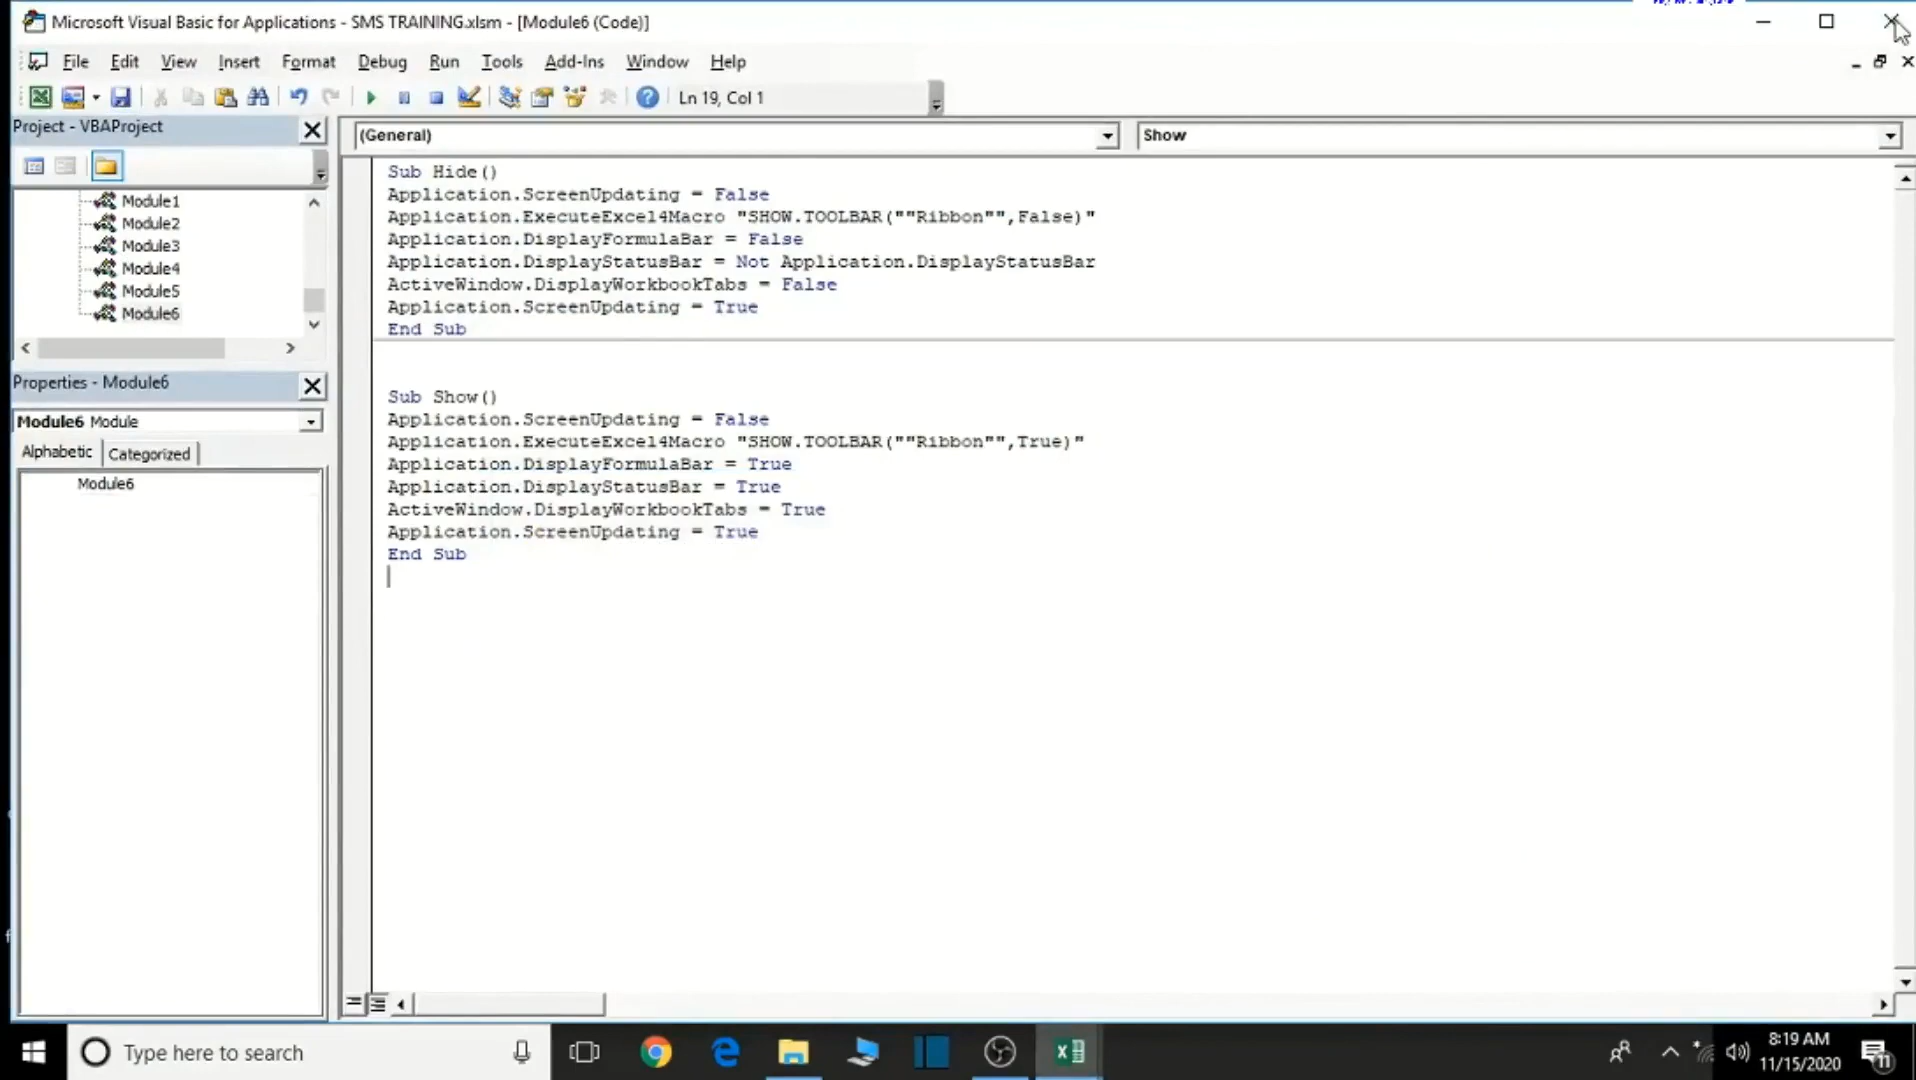 Microsoft Visual Basic for Applications - SMS TRAINING.xlsm - [Module6 (Code)]
File Edit View Insert Format Debug Run Tools Add-Ins Window Help
Ln 19, Col 1
Project - VBAProject
Module1
Module2
Module3
Module4
Module5
Module6
Properties - Module6
Module6 Module
Alphabetic Categorized
Module6
(General) Show
Sub Hide()
Application.ScreenUpdating = False
Application.ExecuteExcel4Macro "SHOW.TOOLBAR(""Ribbon"",False)"
Application.DisplayFormulaBar = False
Application.DisplayStatusBar = Not Application.DisplayStatusBar
ActiveWindow.DisplayWorkbookTabs = False
Application.ScreenUpdating = True
End Sub
Sub Show()
Application.ScreenUpdating = False
Application.ExecuteExcel4Macro "SHOW.TOOLBAR(""Ribbon"",True)"
Application.DisplayFormulaBar = True
Application.DisplayStatusBar = True
ActiveWindow.DisplayWorkbookTabs = True
Application.ScreenUpdating = True
End Sub
Type here to search
8:19 AM
11/15/2020
11